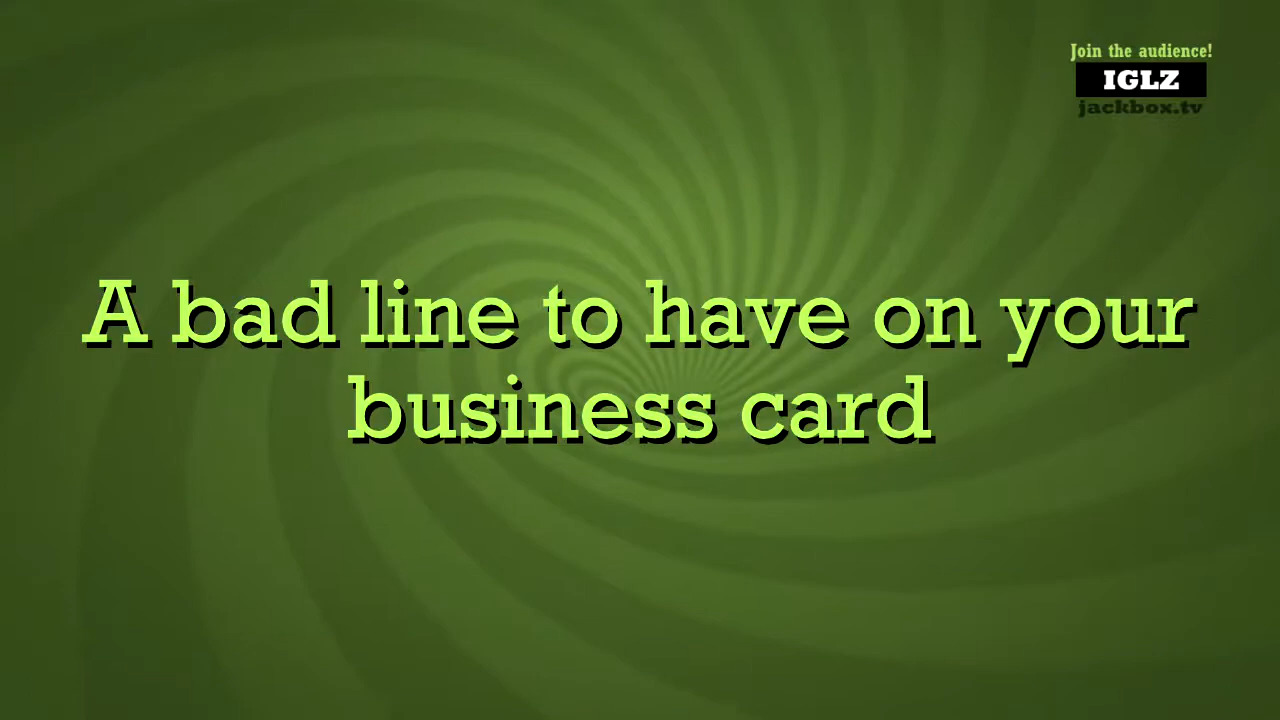 Join the audience!
IGLZ
jackbox.tv
A bad line to have on your
business card